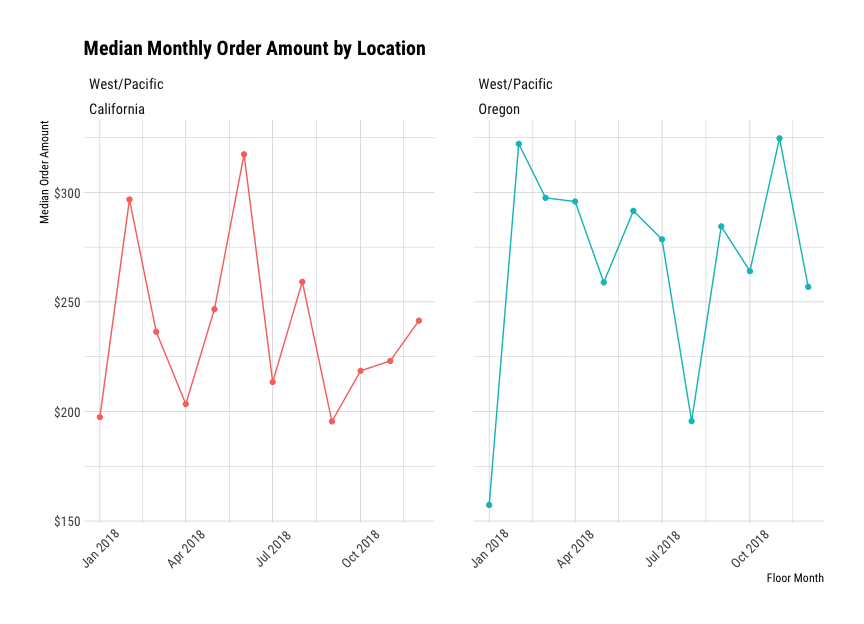 Median Monthly Order Amount by Location
West/Pacific
California
West/Pacific
Oregon
Median Order Amount
$300
$250
$200
$150
Jan 2018
Apr 2018
Jul 2018
Oct 2018
Jan 2018
Apr 2018
Jul 2018
Oct 2018
Floor Month